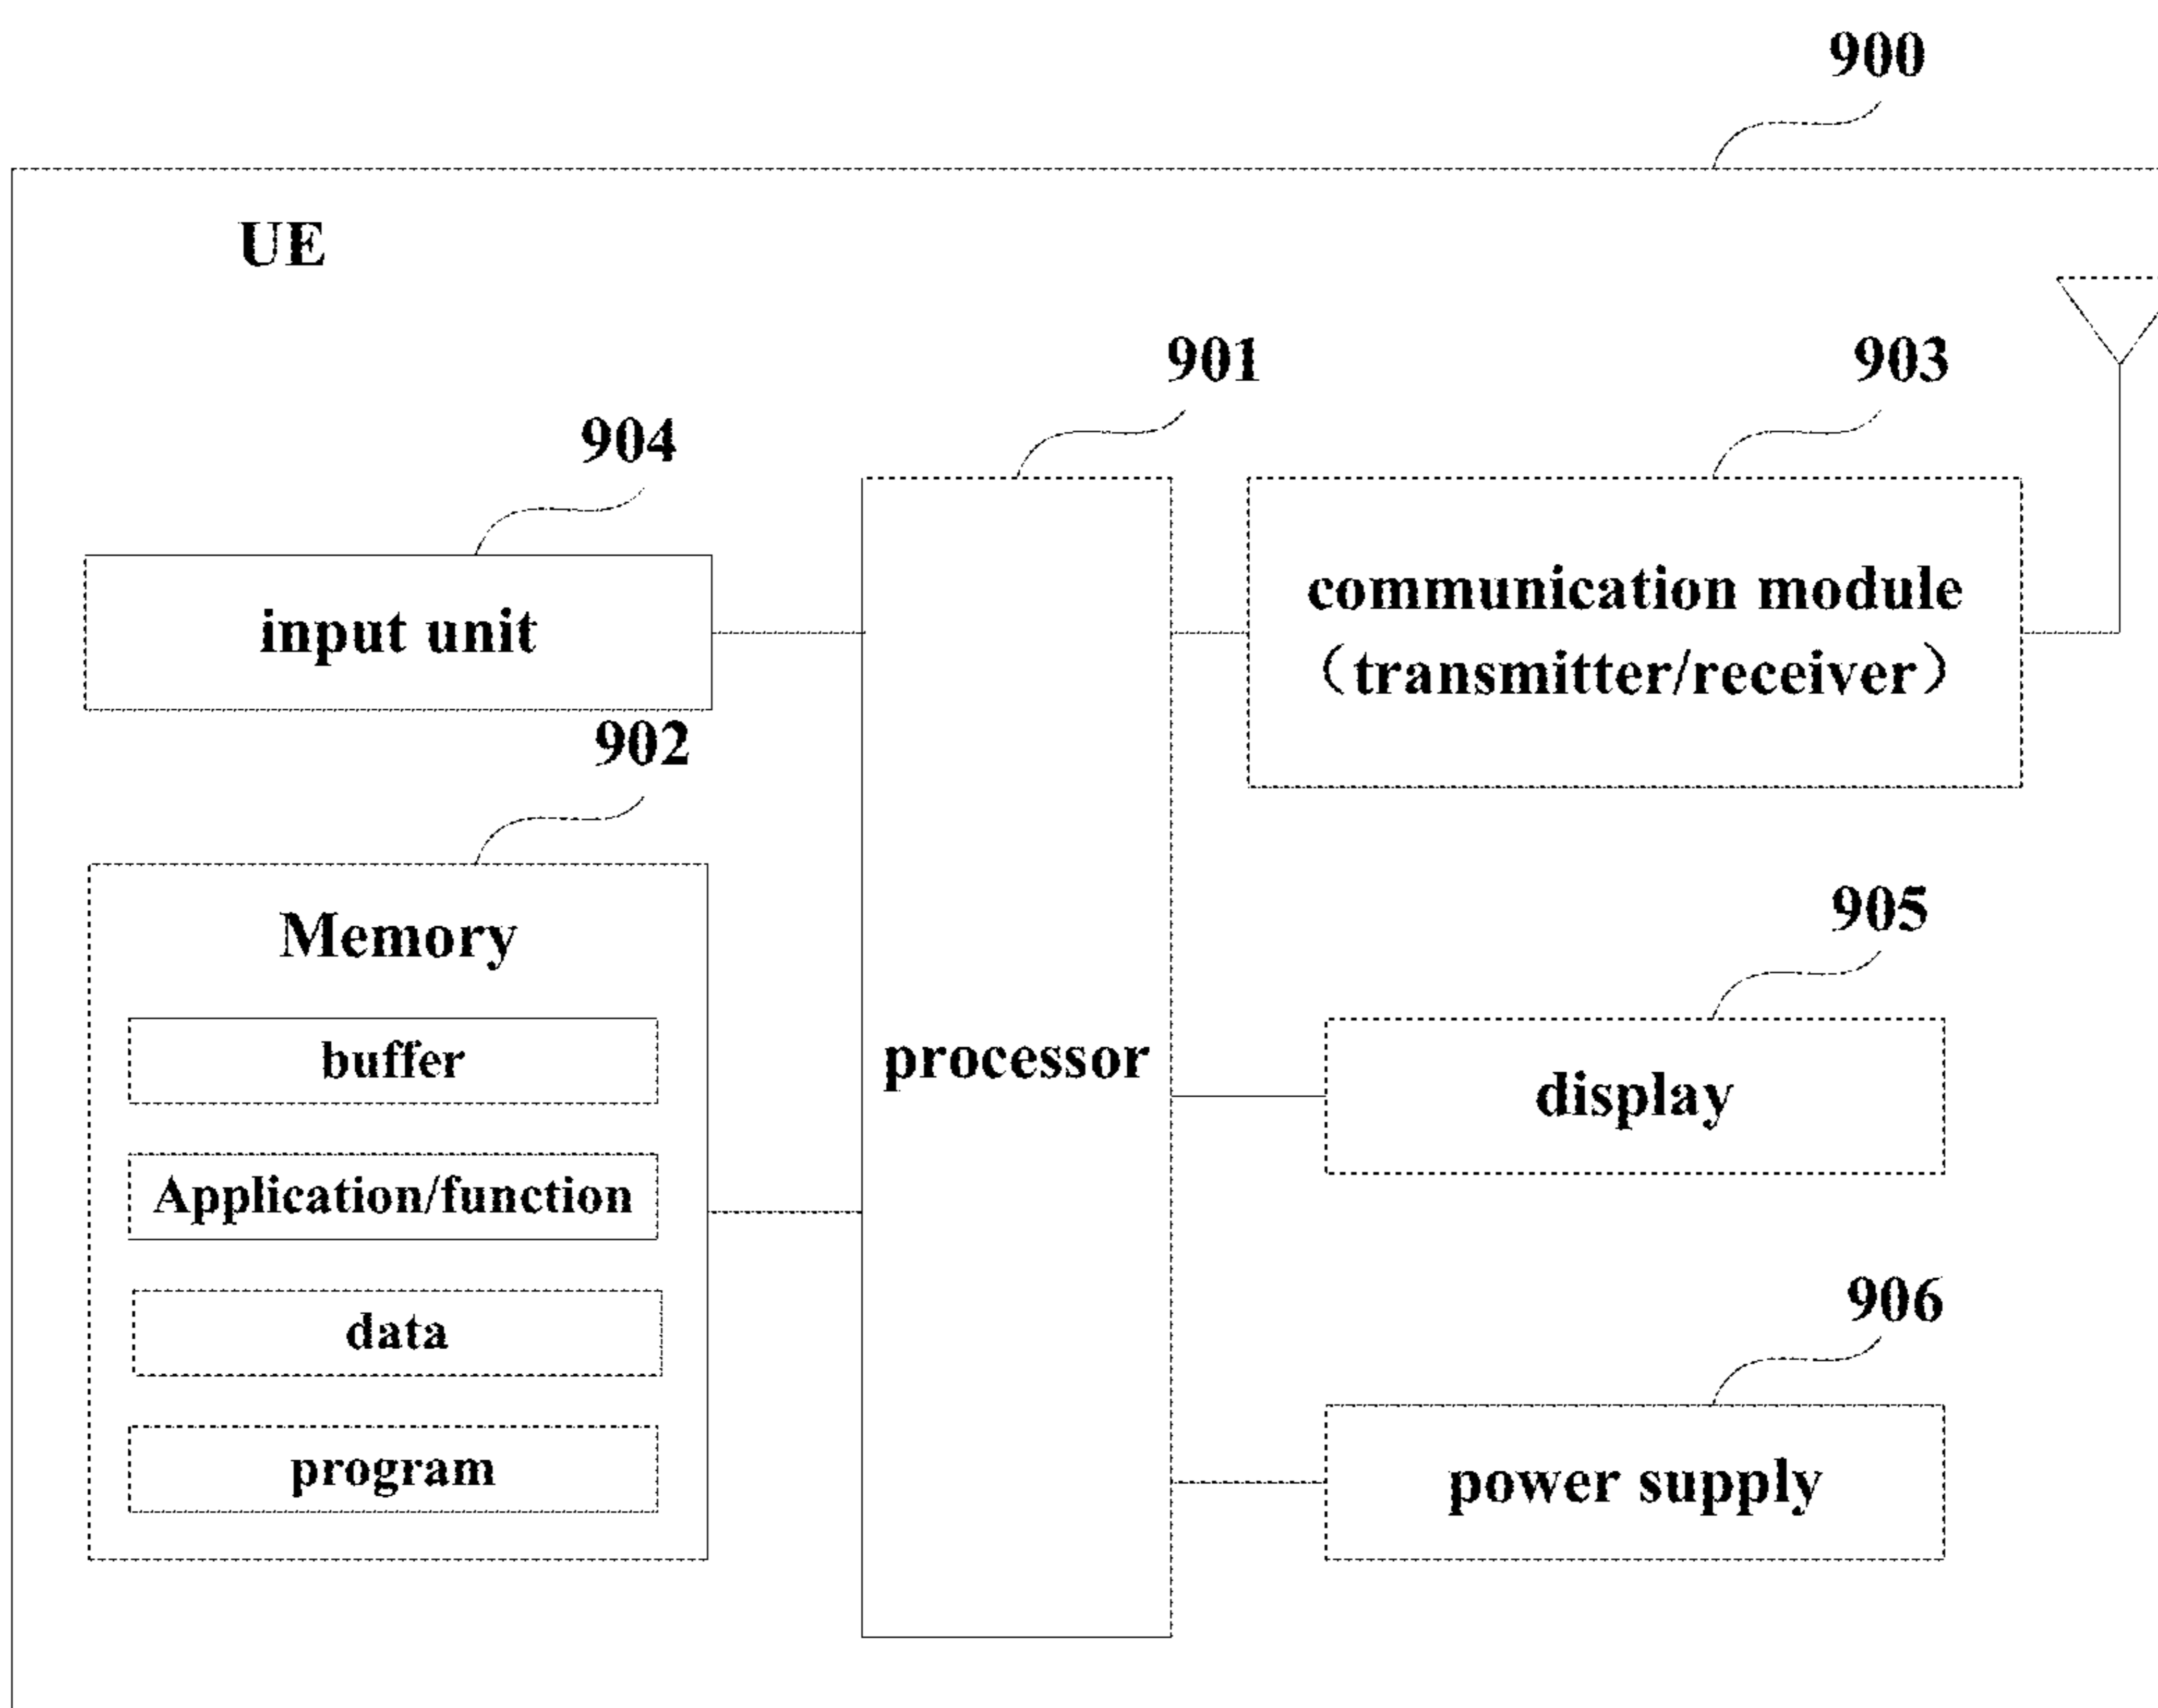 900
UE
901
903
904
input unit
communication module
（transmitter/receiver）
902
Memory
buffer
Application/function
data
program
processor
905
display
906
power supply